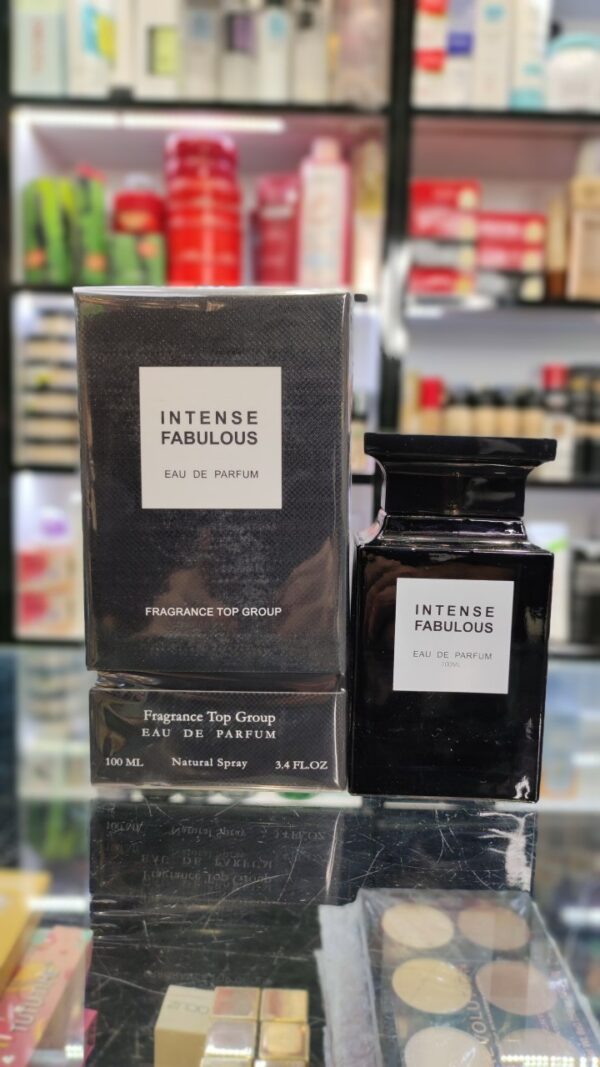 INTENSE
FABULOUS
EAU DE PARFUM
FRAGRANCE TOP GROUP
Fragrance Top Group
EAU DE PARFUM
100 ML Natural Spray 3.4 FL.OZ
INTENSE
FABULOUS
EAU DE PARFUM
100ML